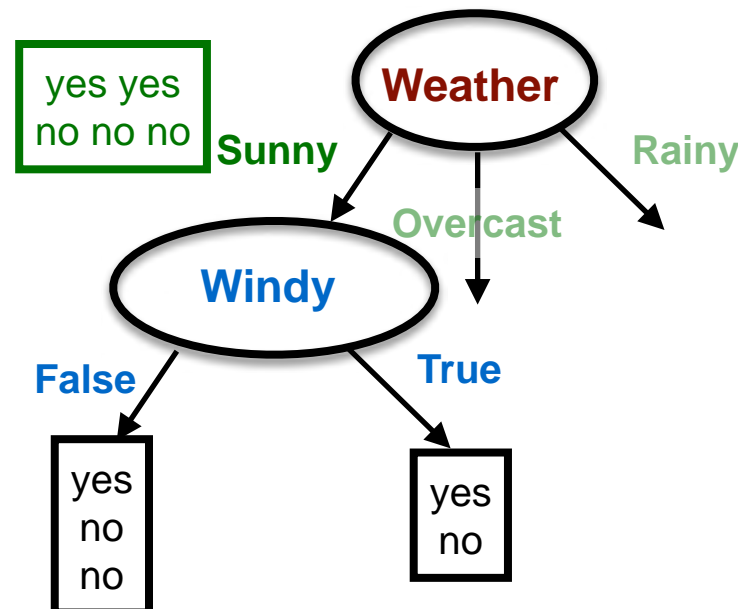 yes yes
no no no
Weather
Sunny
Rainy
Overcast
Windy
False
True
yes
no
no
yes
no